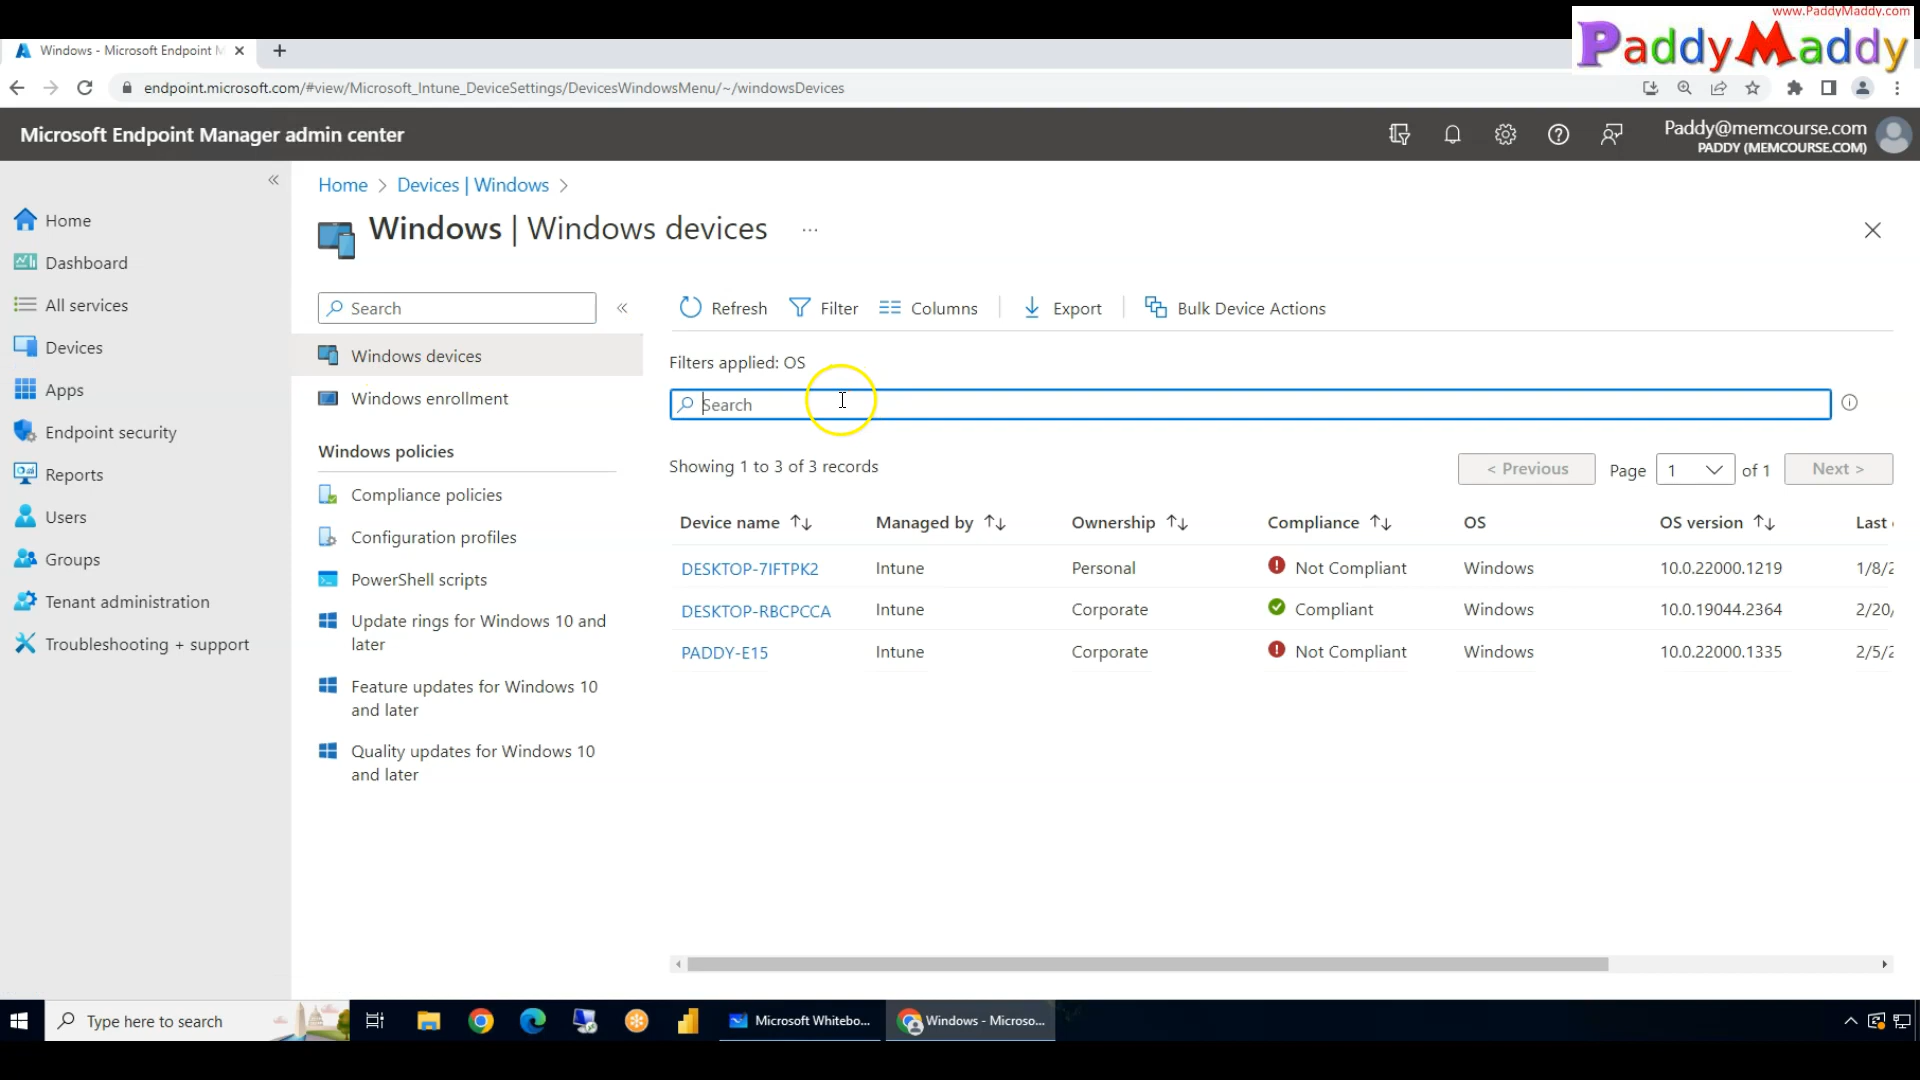 www.PaddyMaddy.com
PaddyMaddy
Windows - Microsoft Endpoint M
endpoint.microsoft.com/#view/Microsoft_Intune_DeviceSettings/DevicesWindowsMenu/~/windowsDevices
Microsoft Endpoint Manager admin center
Paddy@memcourse.com
PADDY (MEMCOURSE.COM)
Home > Devices | Windows >
Windows | Windows devices ...
Home
Dashboard
All services
Devices
Apps
Endpoint security
Reports
Users
Groups
Tenant administration
Troubleshooting + support
Search
Windows devices
Windows enrollment
Windows policies
Compliance policies
Configuration profiles
PowerShell scripts
Update rings for Windows 10 and
later
Feature updates for Windows 10
and later
Quality updates for Windows 10
and later
Refresh Filter Columns Export Bulk Device Actions
Filters applied: OS
Search
Showing 1 to 3 of 3 records
< Previous Page 1 of 1 Next >
Device name Managed by Ownership Compliance OS OS version Last
DESKTOP-7IFTPK2 Intune Personal Not Compliant Windows 10.0.22000.1219 1/8/2
DESKTOP-RBCPCCA Intune Corporate Compliant Windows 10.0.19044.2364 2/20/
PADDY-E15 Intune Corporate Not Compliant Windows 10.0.22000.1335 2/5/2
Type here to search
Microsoft Whitebo...
Windows - Microso...